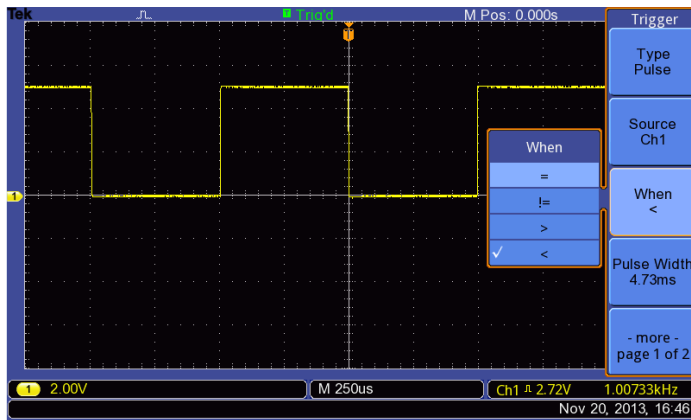 Tek
T Trig'd
M Pos: 0.000s
Trigger
T
Type
Pulse
Source
Ch1
When
=
!=
>
✓ <
When
<
1
Pulse Width
4.73ms
- more -
page 1 of 2
1 2.00V
M 250us
Ch1 2.72V
1.00733kHz
Nov 20, 2013, 16:46